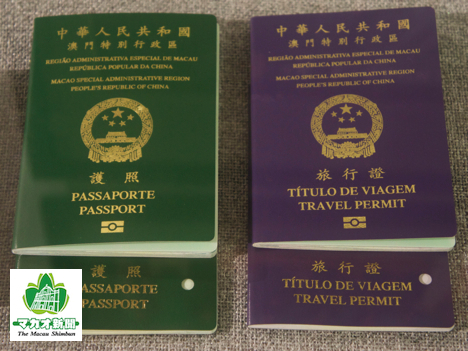 中華人民共和國
澳門特別行政區
REGIÃO ADMINISTRATIVA ESPECIAL DE MACAU
REPÚBLICA POPULAR DA CHINA
MACAO SPECIAL ADMINISTRATIVE REGION
PEOPLE'S REPUBLIC OF CHINA
護照
PASSAPORTE
PASSPORT
護照
PASSAPORTE
PASSPORT
中華人民共和國
澳門特別行政區
REGIÃO ADMINISTRATIVA ESPECIAL DE MACAU
REPÚBLICA POPULAR DA CHINA
MACAO SPECIAL ADMINISTRATIVE REGION
PEOPLE'S REPUBLIC OF CHINA
旅行證
TÍTULO DE VIAGEM
TRAVEL PERMIT
旅行證
TÍTULO DE VIAGEM
TRAVEL PERMIT
マカオ新聞
The Macau Shimbun